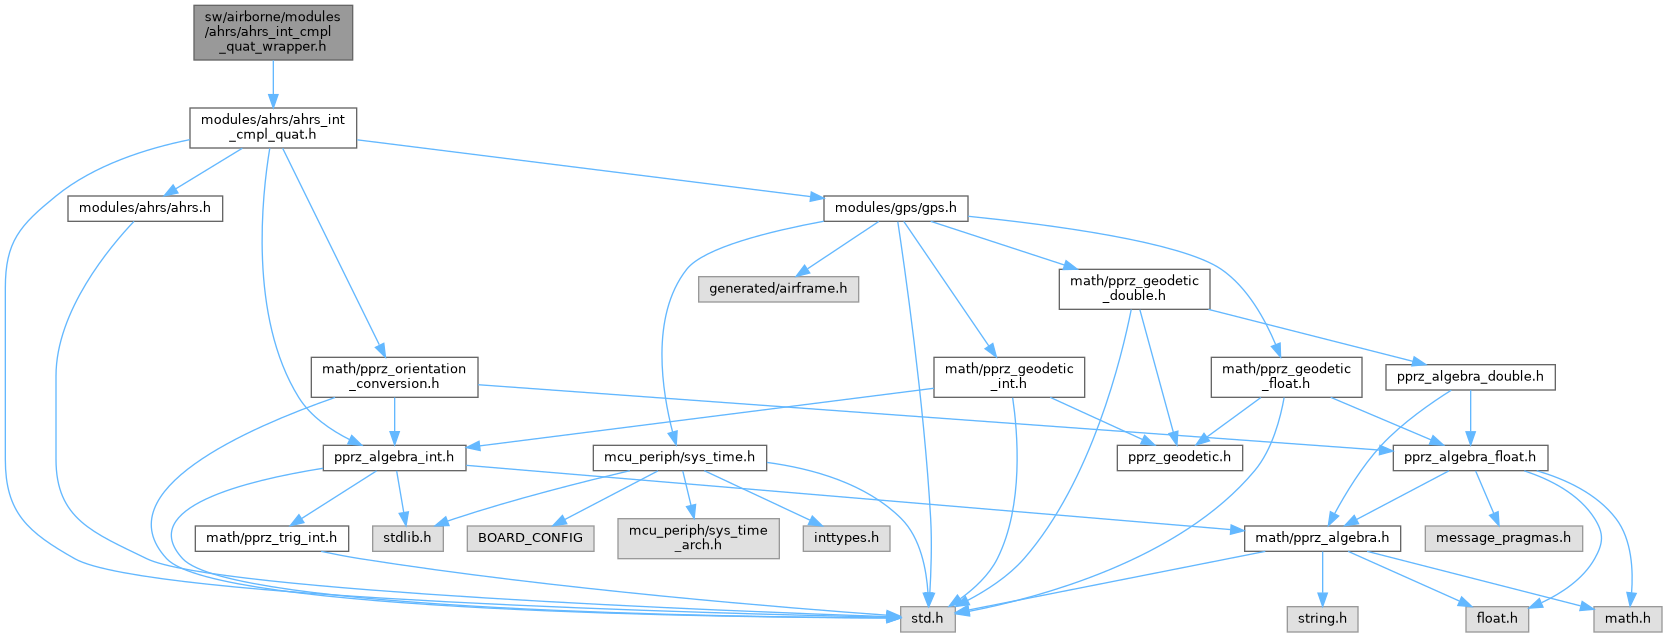 sw/airborne/modules
/ahrs/ahrs_int_cmpl
_quat_wrapper.h
modules/ahrs/ahrs_int
_cmpl_quat.h
modules/ahrs/ahrs.h
modules/gps/gps.h
generated/airframe.h
math/pprz_geodetic
_double.h
math/pprz_orientation
_conversion.h
math/pprz_geodetic
_int.h
math/pprz_geodetic
_float.h
pprz_algebra_double.h
pprz_algebra_int.h
mcu_periph/sys_time.h
pprz_geodetic.h
pprz_algebra_float.h
math/pprz_trig_int.h
stdlib.h
BOARD_CONFIG
mcu_periph/sys_time
_arch.h
inttypes.h
math/pprz_algebra.h
message_pragmas.h
std.h
string.h
float.h
math.h